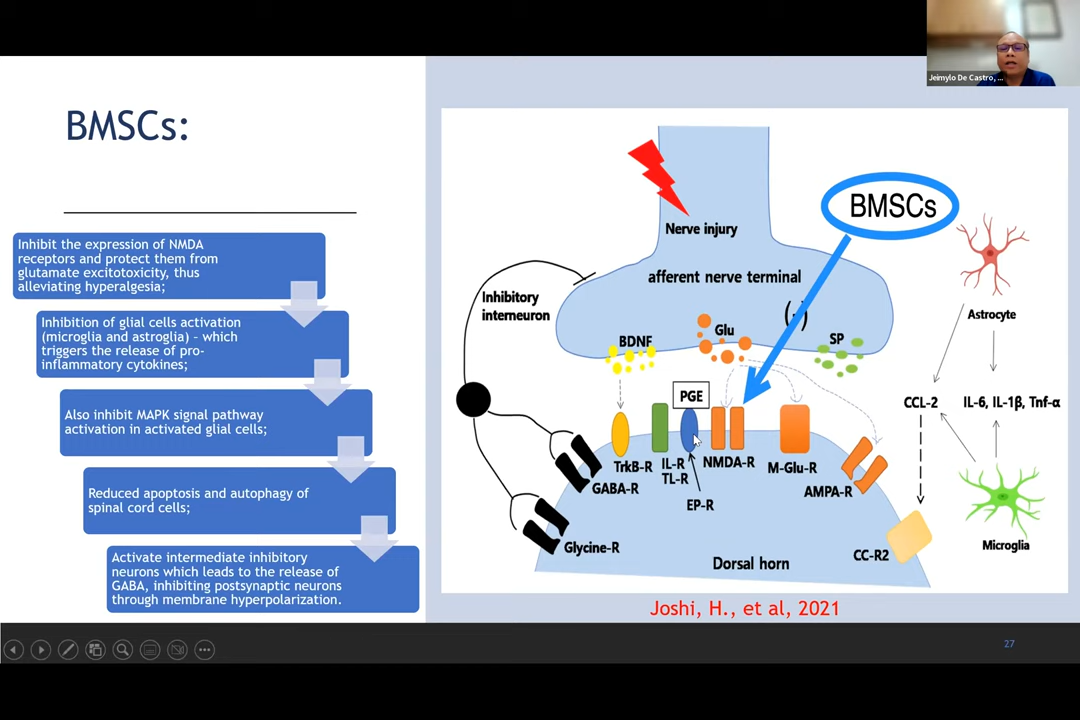 Jeimylo De Castro, ...
BMSCs:
Inhibit the expression of NMDA
receptors and protect them from
glutamate excitotoxicity, thus
alleviating hyperalgesia;
Inhibition of glial cells activation
(microglia and astroglia) – which
triggers the release of pro-
inflammatory cytokines;
Also inhibit MAPK signal pathway
activation in activated glial cells;
Reduced apoptosis and autophagy of
spinal cord cells;
Activate intermediate inhibitory
neurons which leads to the release of
GABA, inhibiting postsynaptic neurons
through membrane hyperpolarization.
BMSCs
Nerve injury
afferent nerve terminal
Inhibitory
interneuron
(-)
Astrocyte
BDNF
Glu
SP
PGE
CCL-2
IL-6, IL-1β, Tnf-α
TrkB-R
IL-R
TL-R
NMDA-R
M-Glu-R
AMPA-R
GABA-R
EP-R
Glycine-R
Dorsal horn
CC-R2
Microglia
Joshi, H., et al, 2021
27